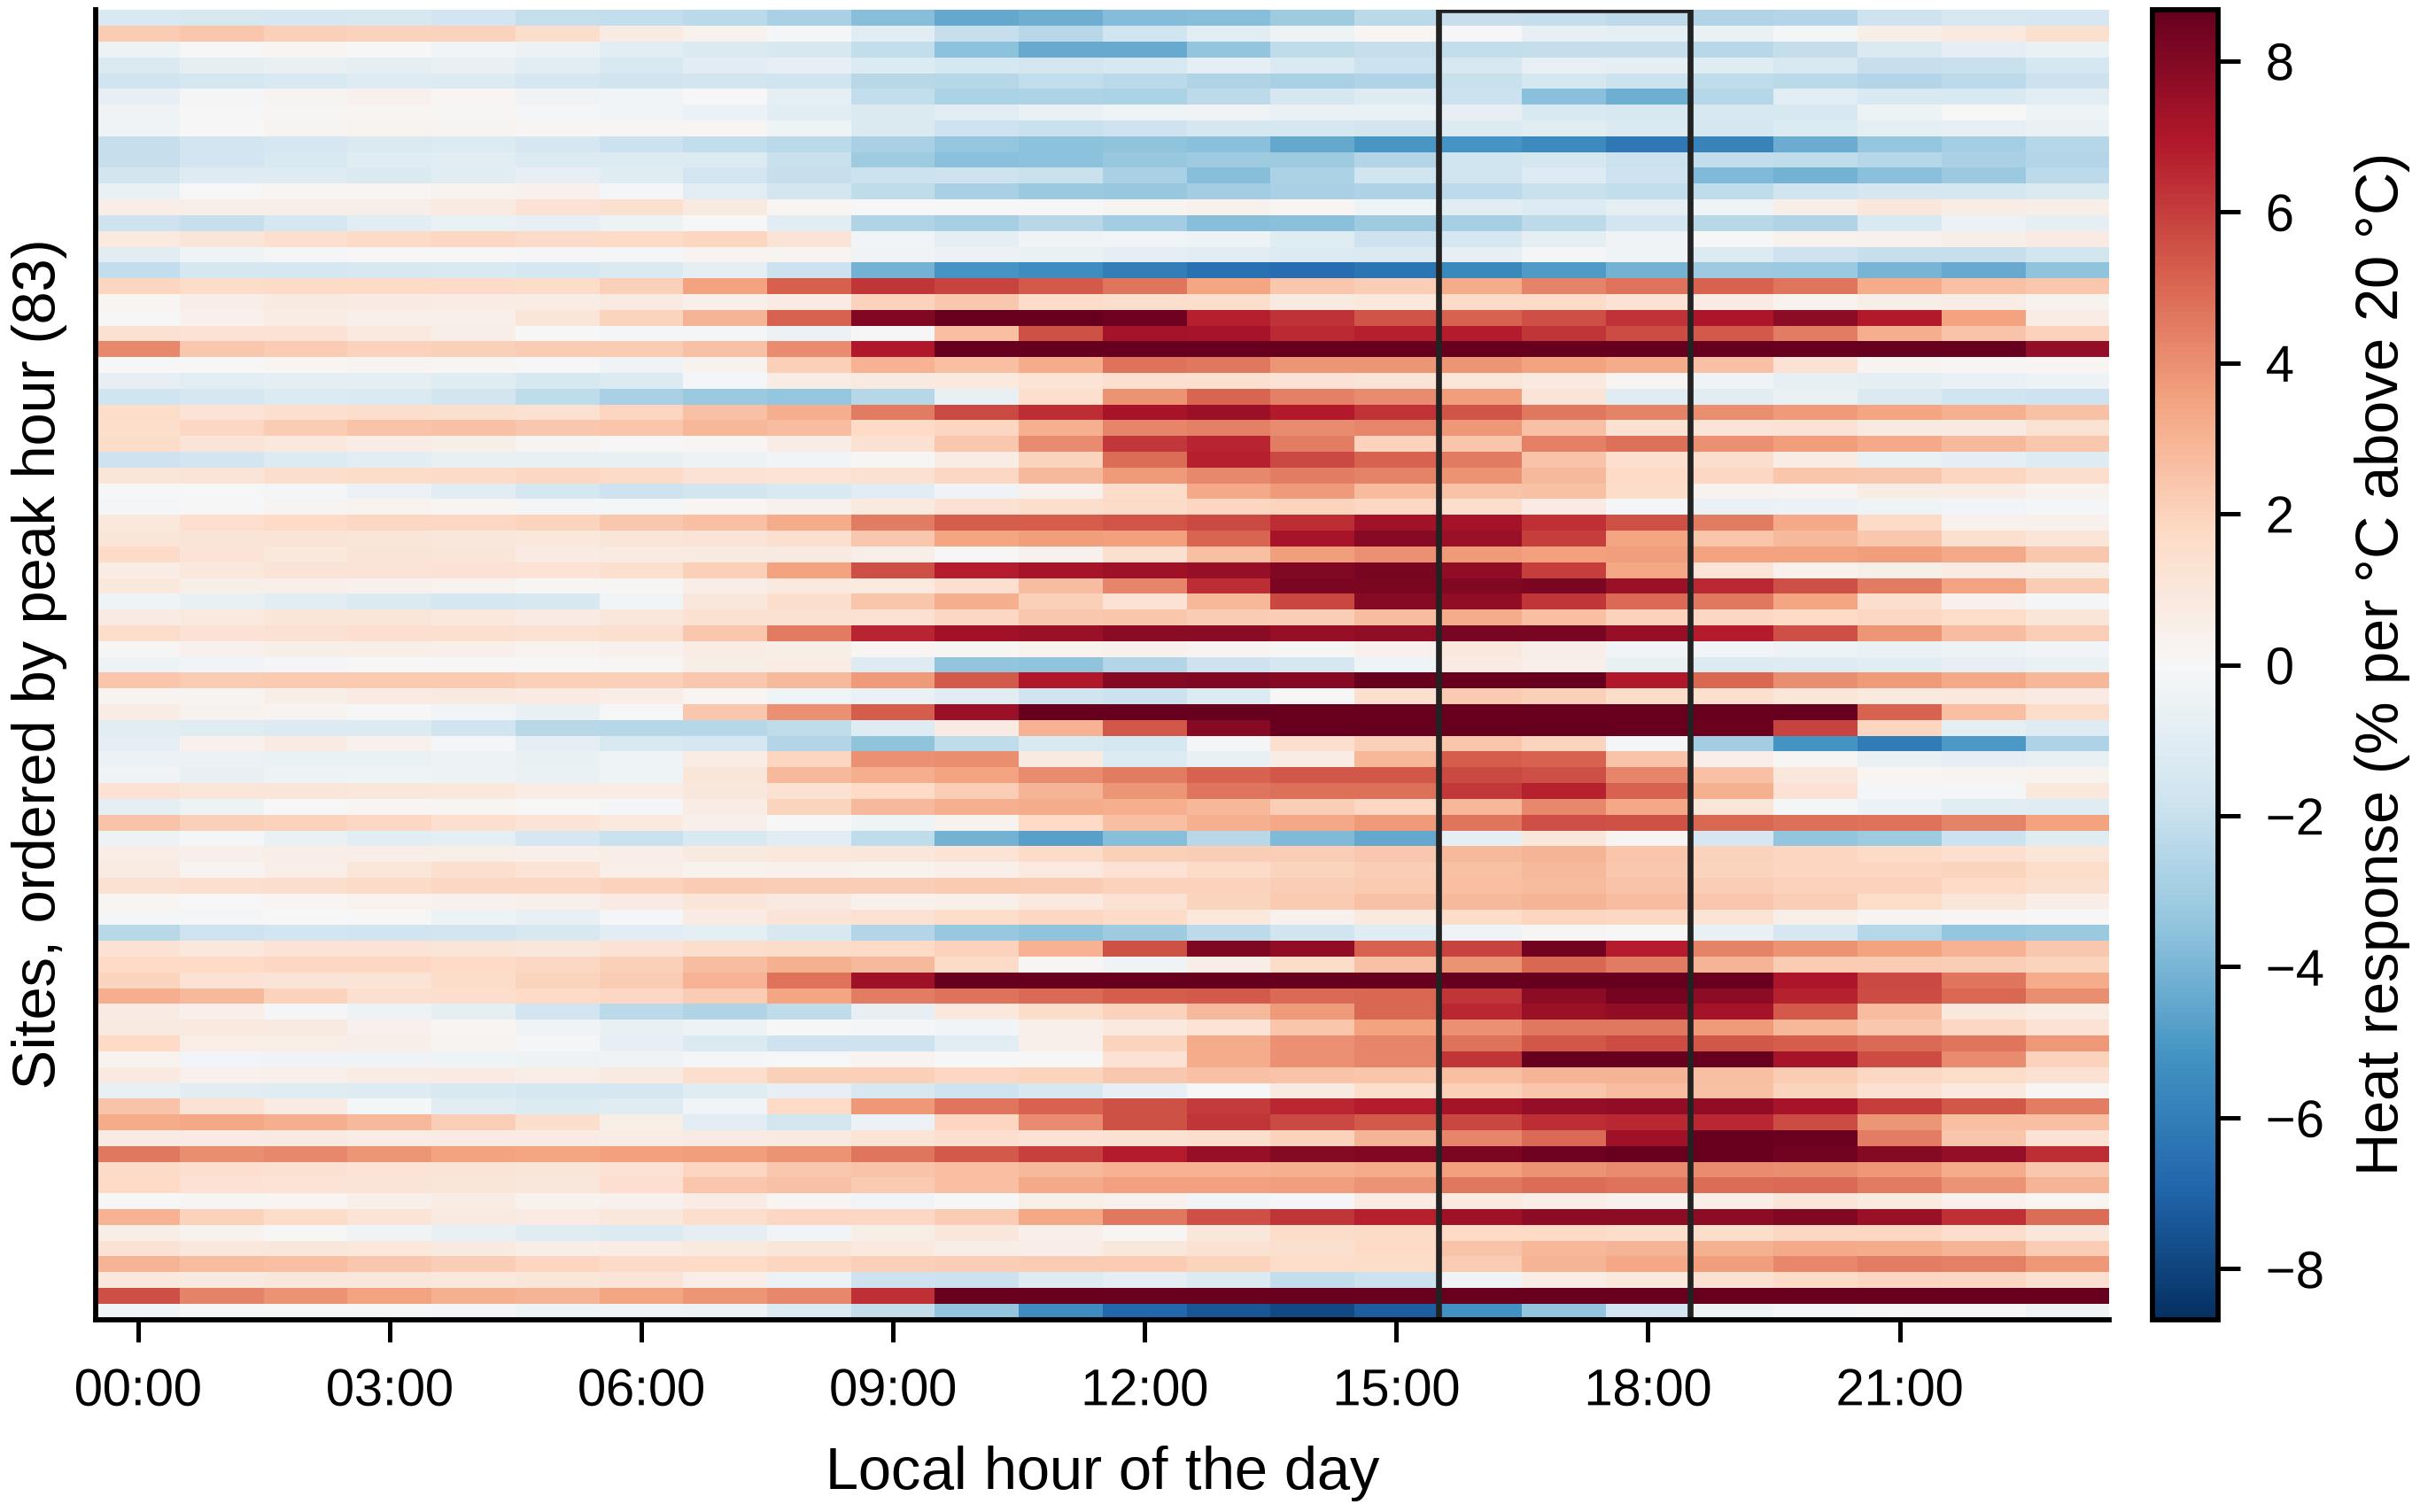 Sites, ordered by peak hour (83)
00:00 03:00 06:00 09:00 12:00 15:00 18:00 21:00
Local hour of the day
8
6
4
2
0
−2
−4
−6
−8
Heat response (% per °C above 20 °C)